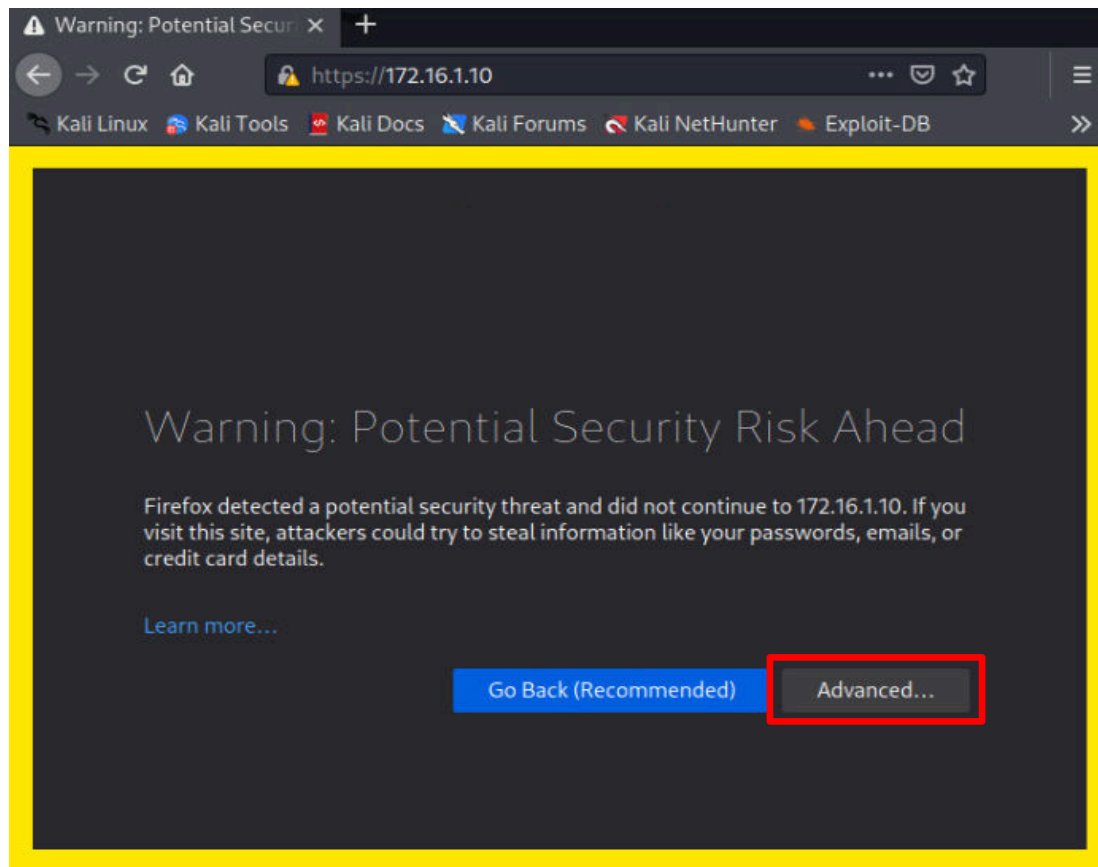 Warning: Potential Secur
https://172.16.1.10
Kali Linux Kali Tools Kali Docs Kali Forums Kali NetHunter Exploit-DB
Warning: Potential Security Risk Ahead
Firefox detected a potential security threat and did not continue to 172.16.1.10. If you
visit this site, attackers could try to steal information like your passwords, emails, or
credit card details.
Learn more...
Go Back (Recommended) Advanced...